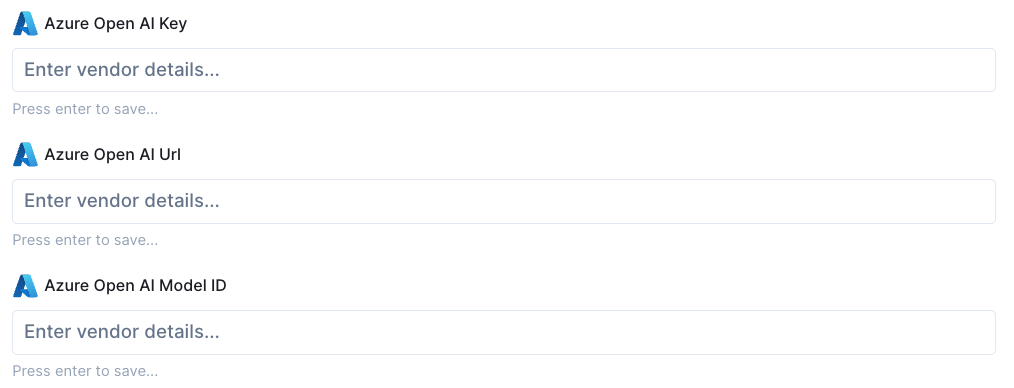 Azure Open AI Key
Enter vendor details...
Press enter to save...
Azure Open AI Url
Enter vendor details...
Press enter to save...
Azure Open AI Model ID
Enter vendor details...
Press enter to save...